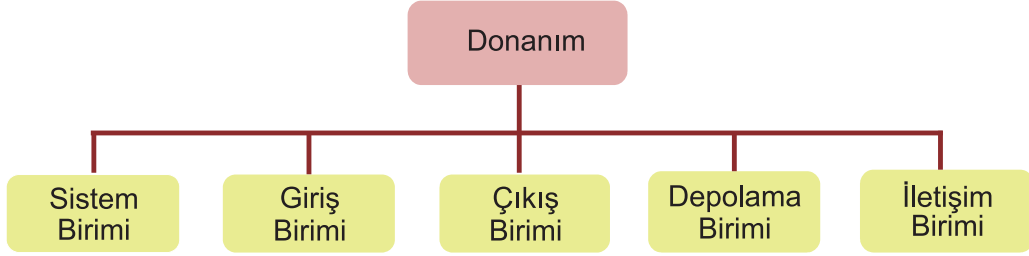 Donanım
Sistem
Birimi
Giriş
Birimi
Çıkış
Birimi
Depolama
Birimi
İletişim
Birimi